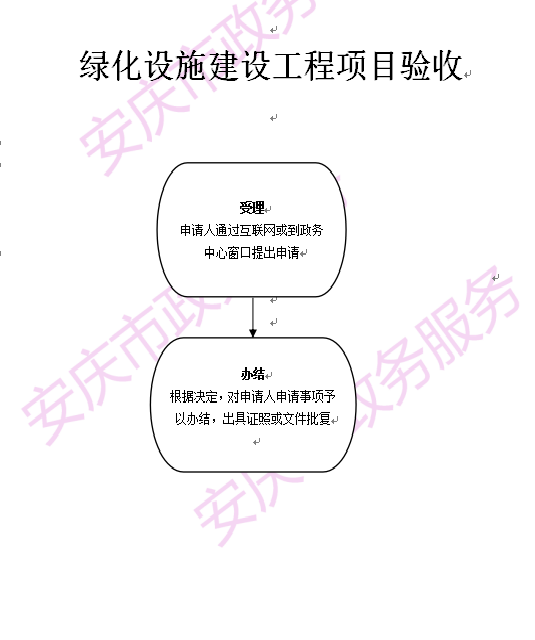 绿化设施建设工程项目验收
受理
申请人通过互联网或到政务
中心窗口提出申请
办结
根据决定，对申请人申请事项予
以办结，出具证照或文件批复
安庆市政务
安庆市政务
安庆市政务服务